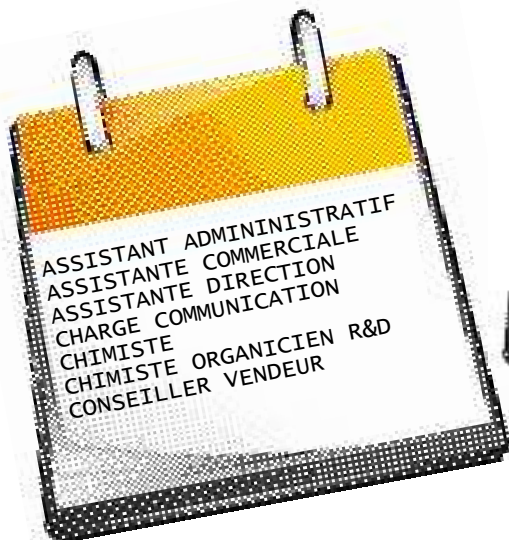 ASSISTANT ADMININISTRATIF
ASSISTANTE COMMERCIALE
ASSISTANTE DIRECTION
CHARGE COMMUNICATION
CHIMISTE
CHIMISTE ORGANICIEN R&D
CONSEILLER VENDEUR